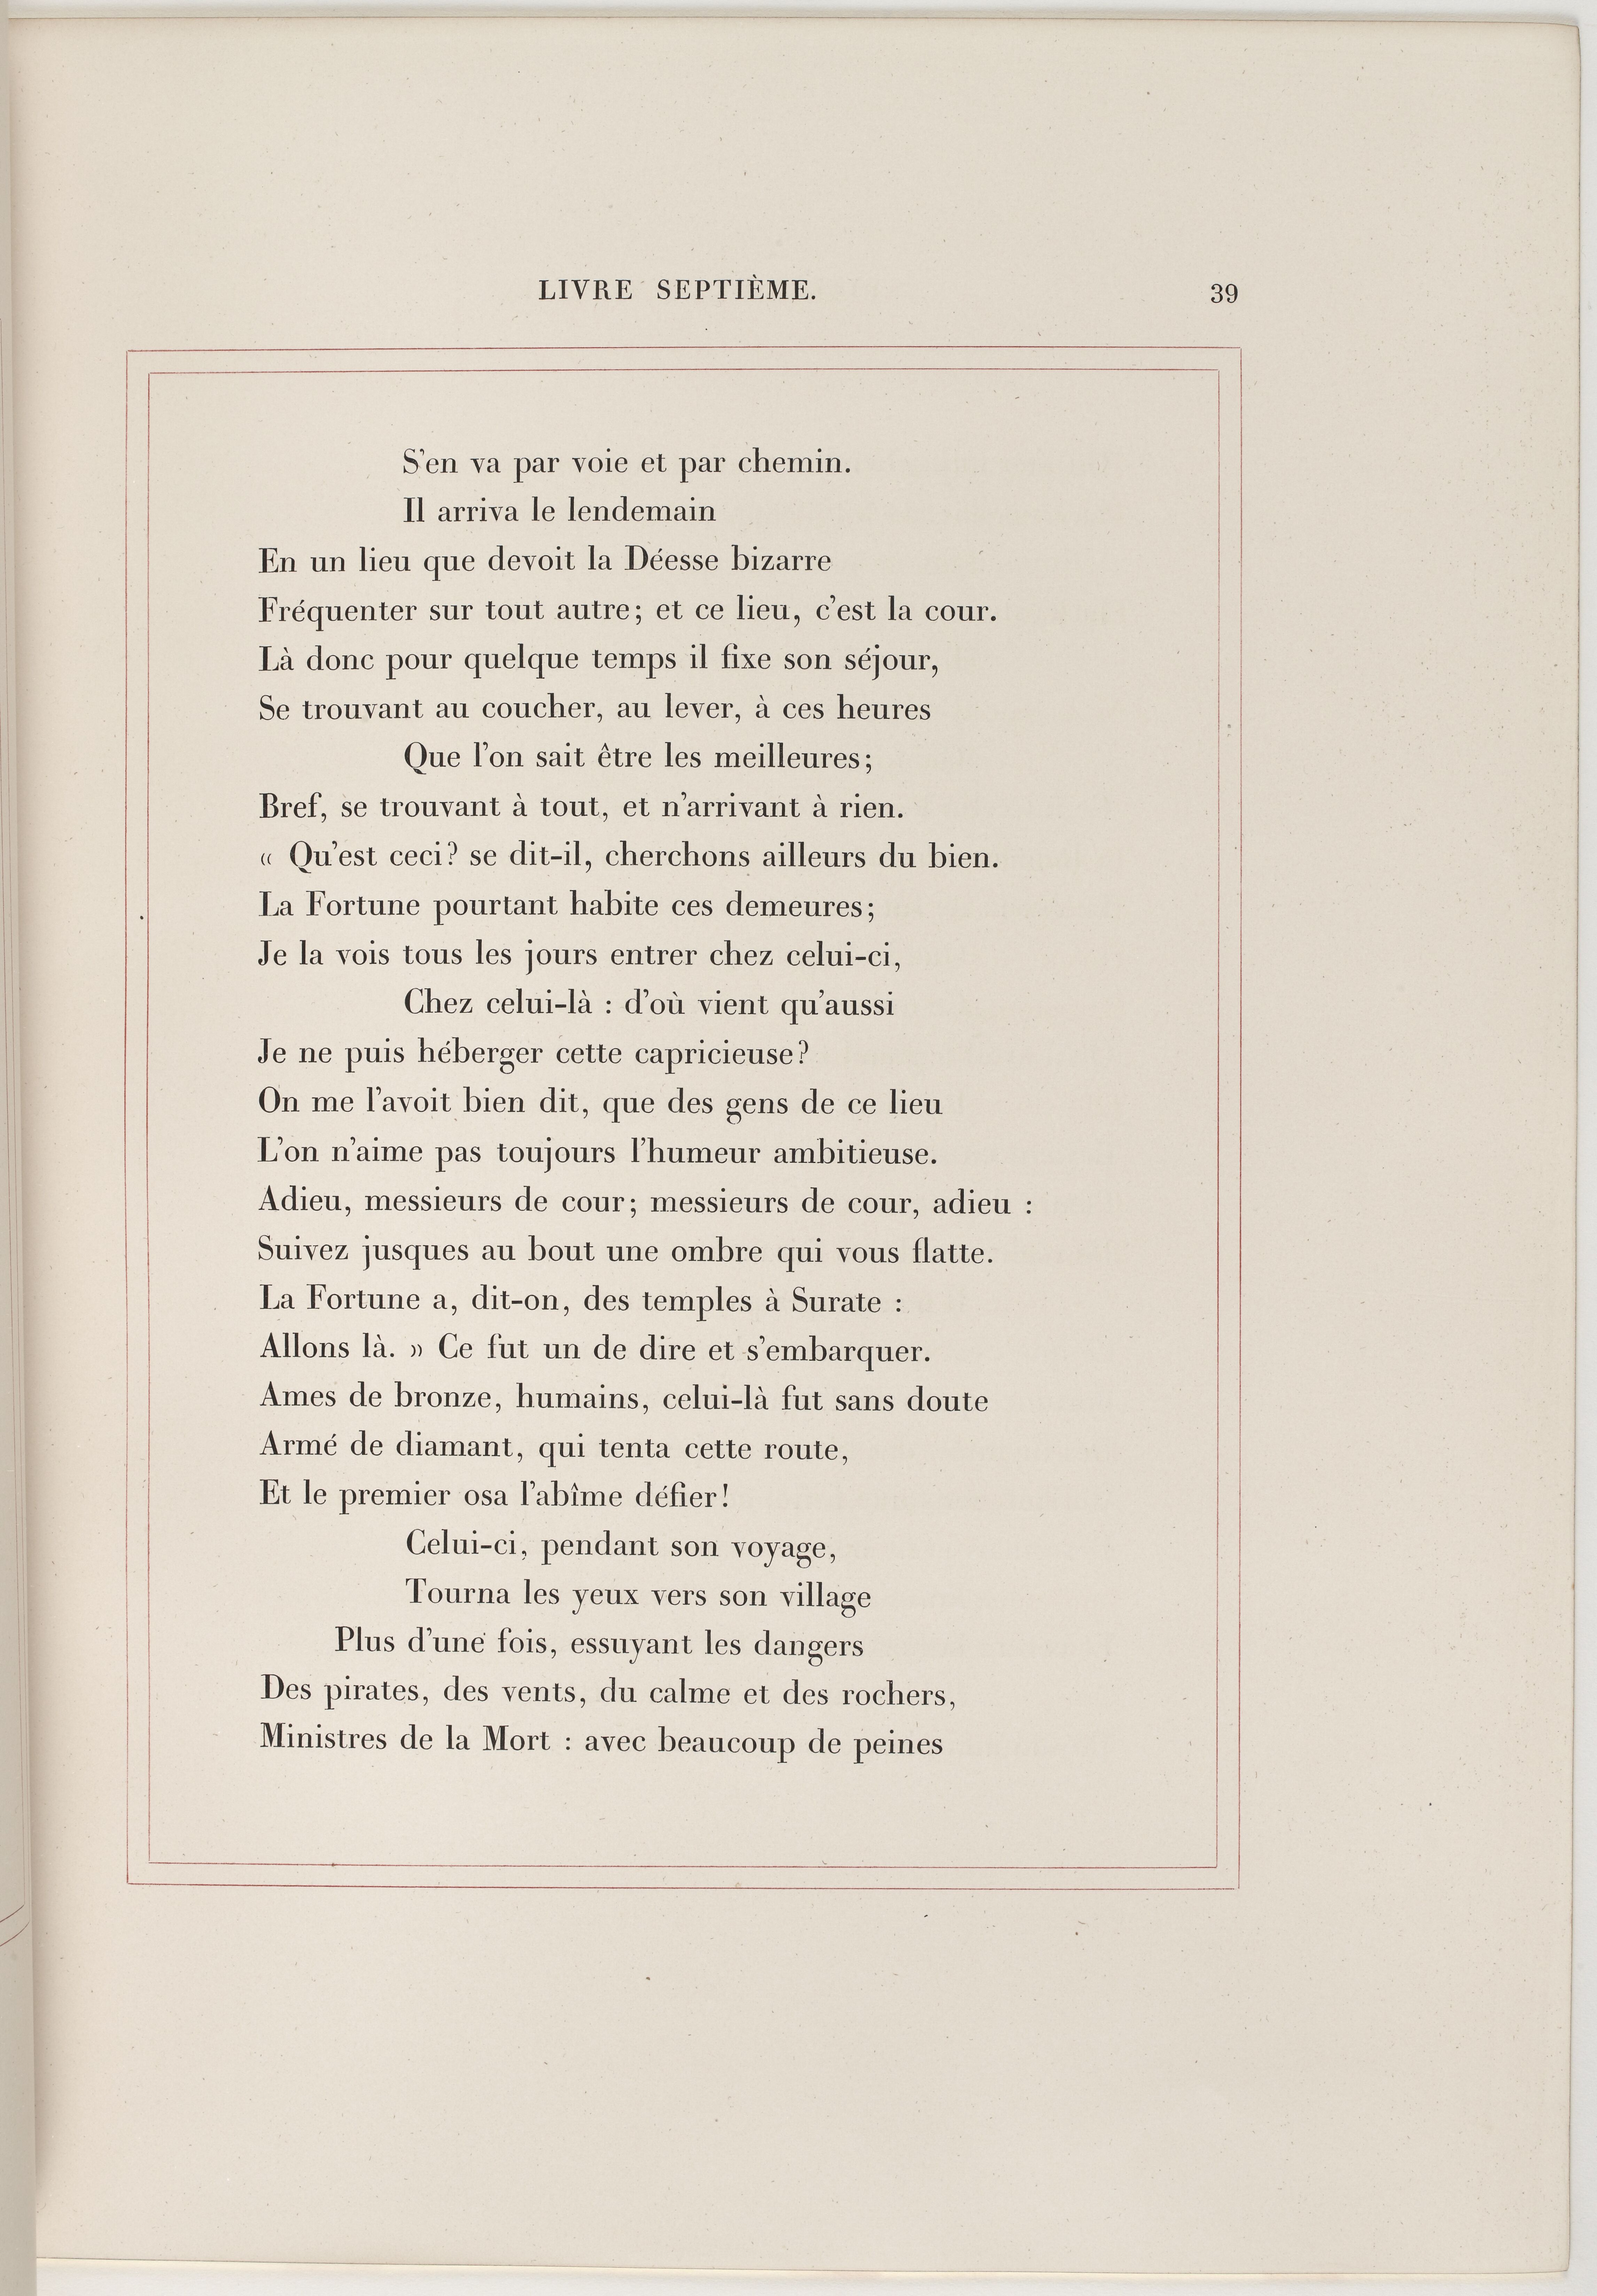 LIVRE SEPTIÈME. 39
S'en va par voie et par chemin.
Il arriva le lendemain
En un lieu que devoit la Déesse bizarre
Fréquenter sur tout autre; et ce lieu, c'est la cour.
Là donc pour quelque temps il fixe son séjour,
Se trouvant au coucher, au lever, à ces heures
Que l'on sait être les meilleures;
Bref, se trouvant à tout, et n'arrivant à rien.
« Qu'est ceci? se dit-il, cherchons ailleurs du bien.
La Fortune pourtant habite ces demeures;
Je la vois tous les jours entrer chez celui-ci,
Chez celui-là : d'où vient qu'aussi
Je ne puis héberger cette capricieuse?
On me l'avoit bien dit, que des gens de ce lieu
L'on n'aime pas toujours l'humeur ambitieuse.
Adieu, messieurs de cour; messieurs de cour, adieu :
Suivez jusques au bout une ombre qui vous flatte.
La Fortune a, dit-on, des temples à Surate :
Allons là. » Ce fut un de dire et s'embarquer.
Ames de bronze, humains, celui-là fut sans doute
Armé de diamant, qui tenta cette route,
Et le premier osa l'abîme défier!
Celui-ci, pendant son voyage,
Tourna les yeux vers son village
Plus d'une fois, essuyant les dangers
Des pirates, des vents, du calme et des rochers,
Ministres de la Mort : avec beaucoup de peines